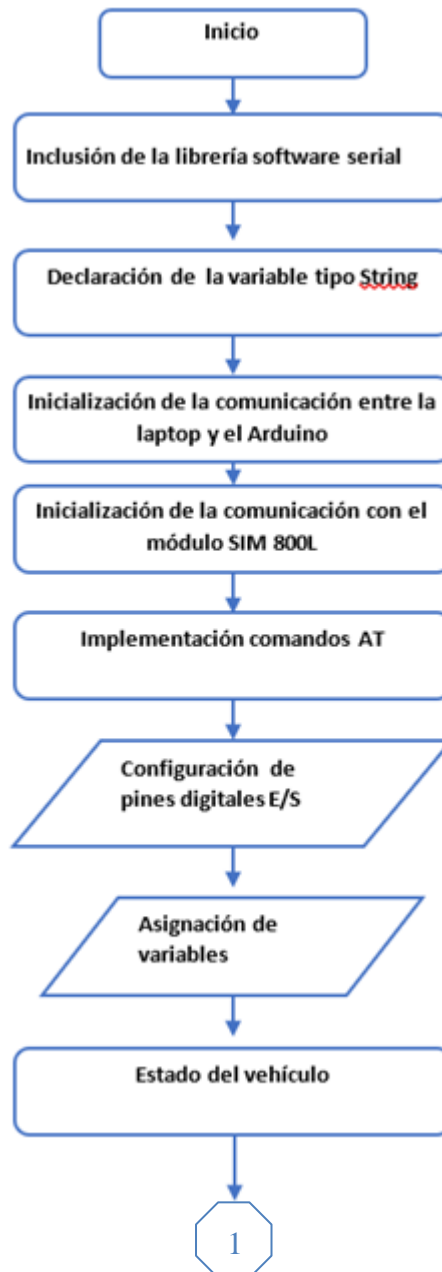 Inicio
Inclusión de la librería software serial
Declaración de la variable tipo String
Inicialización de la comunicación entre la
laptop y el Arduino
Inicialización de la comunicación con el
módulo SIM 800L
Implementación comandos AT
Configuración de
pines digitales E/S
Asignación de
variables
Estado del vehículo
1